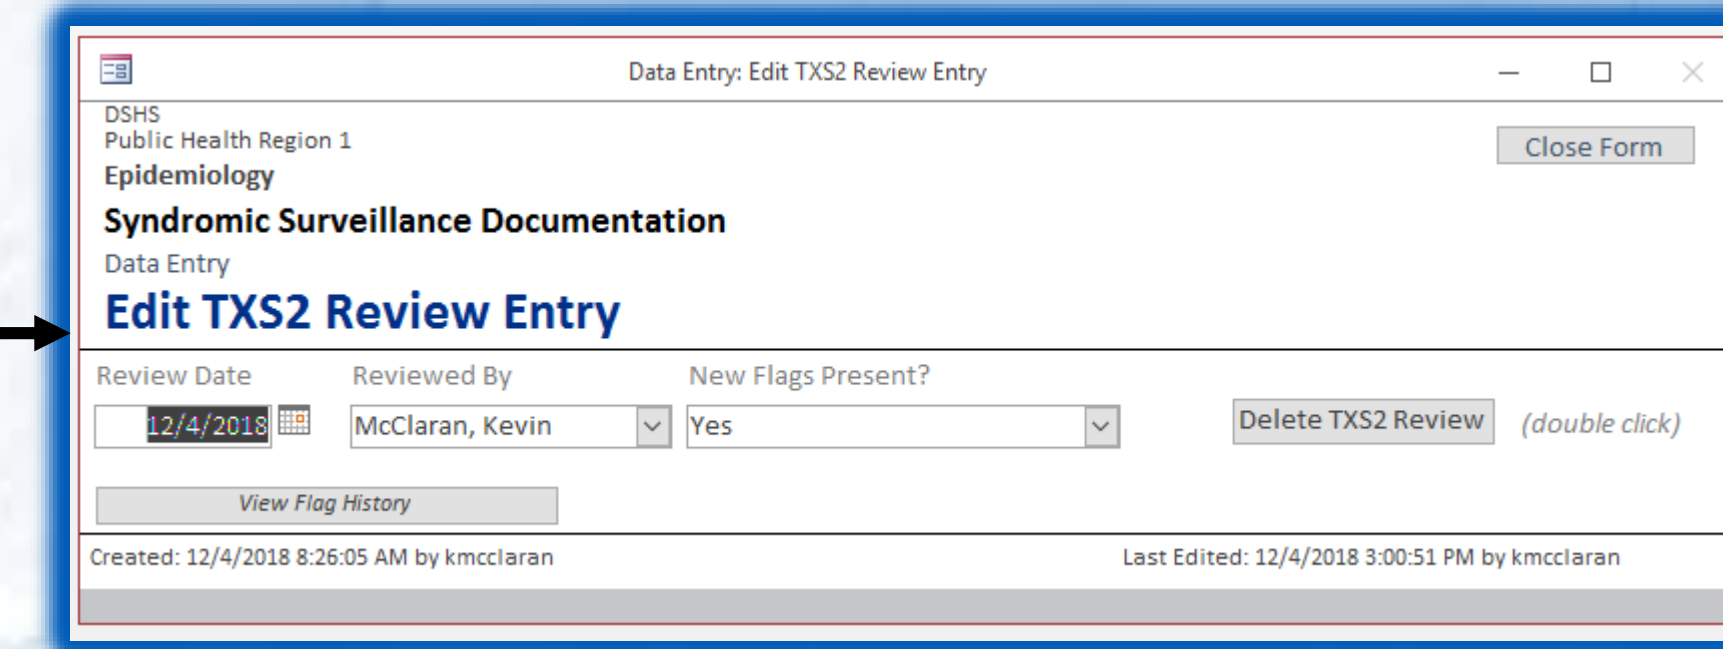 Data Entry: Edit TXS2 Review Entry
DSHS
Public Health Region 1
Close Form
Epidemiology
Syndromic Surveillance Documentation
Data Entry
Edit TXS2 Review Entry
Review Date Reviewed By New Flags Present?
12/4/2018 McClaran, Kevin Yes Delete TXS2 Review (double click)
View Flag History
Created: 12/4/2018 8:26:05 AM by kmcclaran Last Edited: 12/4/2018 3:00:51 PM by kmcclaran